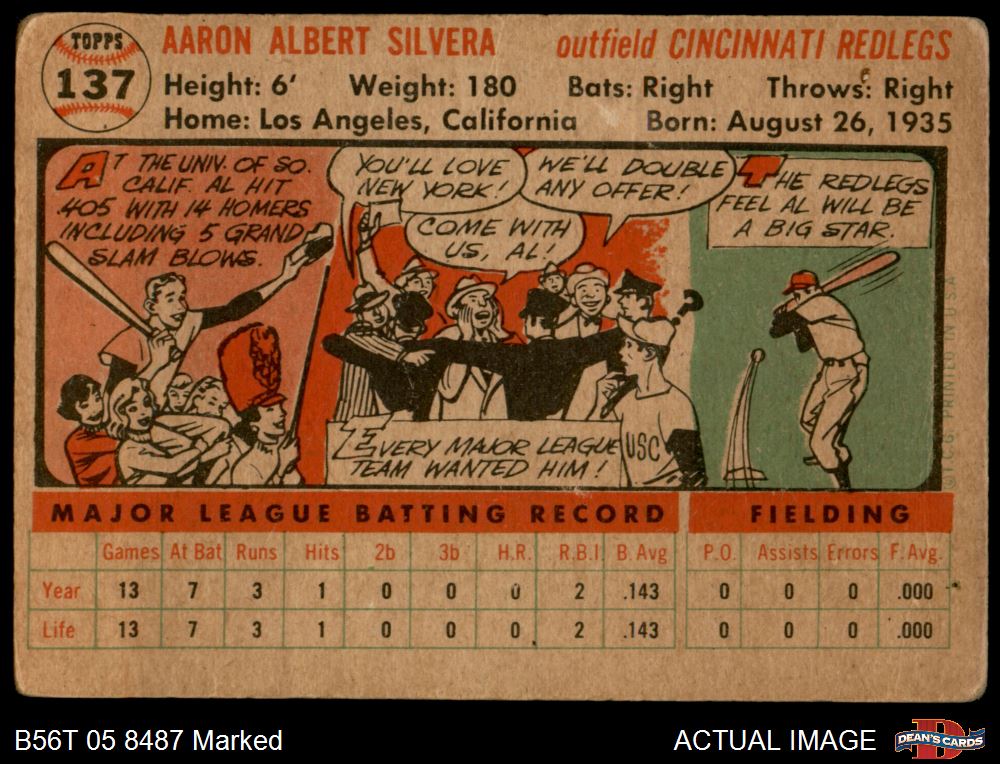 TOPPS
137
AARON ALBERT SILVERA outfield CINCINNATI REDLEGS
Height: 6' Weight: 180 Bats: Right Throws: Right
Home: Los Angeles, California Born: August 26, 1935
AT THE UNIV. OF SO.
CALIF. AL HIT
.405 WITH 14 HOMERS
INCLUDING 5 GRAND
SLAM BLOWS.
YOU'LL LOVE
NEW YORK!
WE'LL DOUBLE
ANY OFFER!
COME WITH
US, AL!
?
USC
EVERY MAJOR LEAGUE
TEAM WANTED HIM!
THE REDLEGS
FEEL AL WILL BE
A BIG STAR.
©T.C.G. PRINTED IN U.S.A.
MAJOR LEAGUE BATTING RECORD FIELDING
Games At Bat Runs Hits 2b 3b H.R. R.B.I B. Avg P.O. Assists Errors F. Avg.
Year 13 7 3 1 0 0 0 2 .143 0 0 0 .000
Life 13 7 3 1 0 0 0 2 .143 0 0 0 .000
B56T 05 8487 Marked ACTUAL IMAGE
D
DEAN'S CARDS